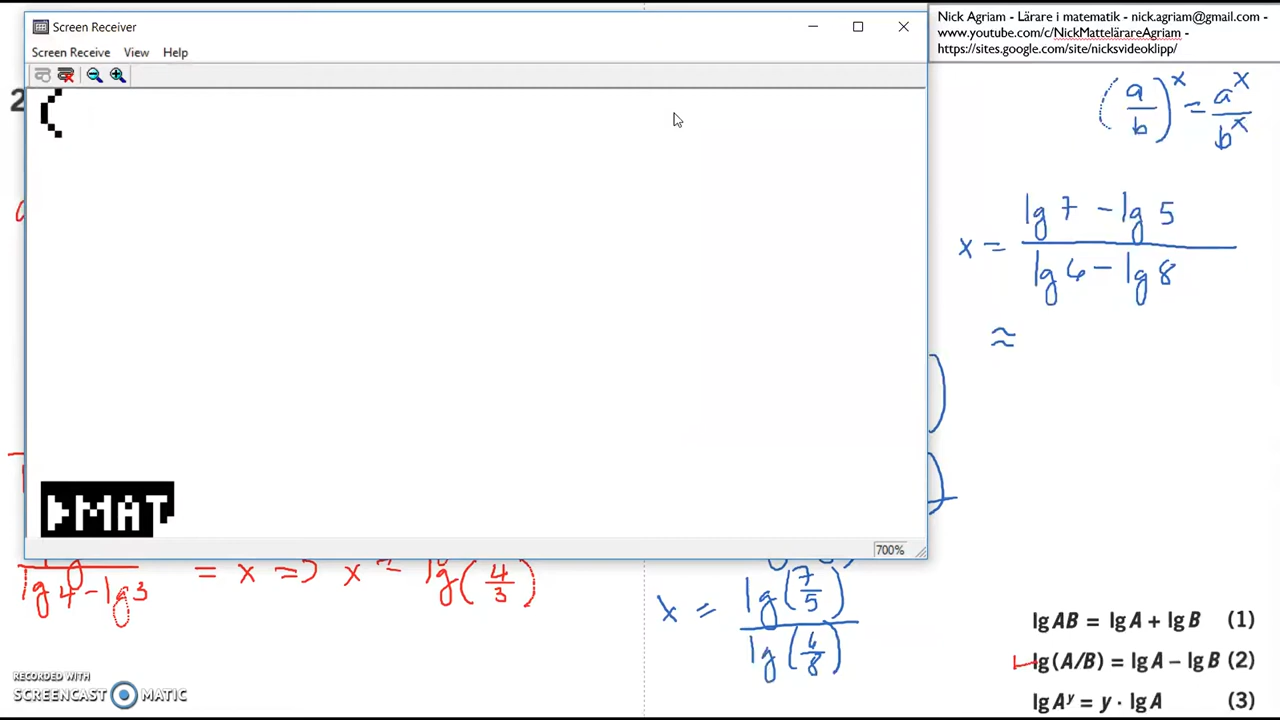 Screen Receiver
Screen Receive View Help
(
▶MAT
700%
Nick Agriam - Lärare i matematik - nick.agriam@gmail.com -
www.youtube.com/c/NickMattelärareAgriam -
https://sites.google.com/site/nicksvideoklipp/
(a/b)^x = a^x/b^x
x = (lg 7 - lg 5)/(lg 6 - lg 8)
≈
2
lg 4 - lg 3 = x => x = lg(4/3)
x = lg(7/5)/lg(6/8)
lg AB = lg A + lg B (1)
lg(A/B) = lg A - lg B (2)
lg A^y = y · lg A (3)
RECORDED WITH
SCREENCAST MATIC